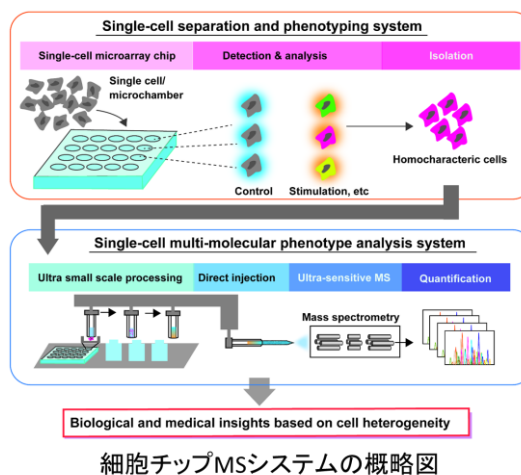 Single-cell separation and phenotyping system
Single-cell microarray chip
Detection & analysis
Isolation
Single cell/
microchamber
Homocharacteric cells
Control
Stimulation, etc
Single-cell multi-molecular phenotype analysis system
Ultra small scale processing
Direct injection
Ultra-sensitive MS
Quantification
Mass spectrometry
Biological and medical insights based on cell heterogeneity
細胞チップMSシステムの概略図